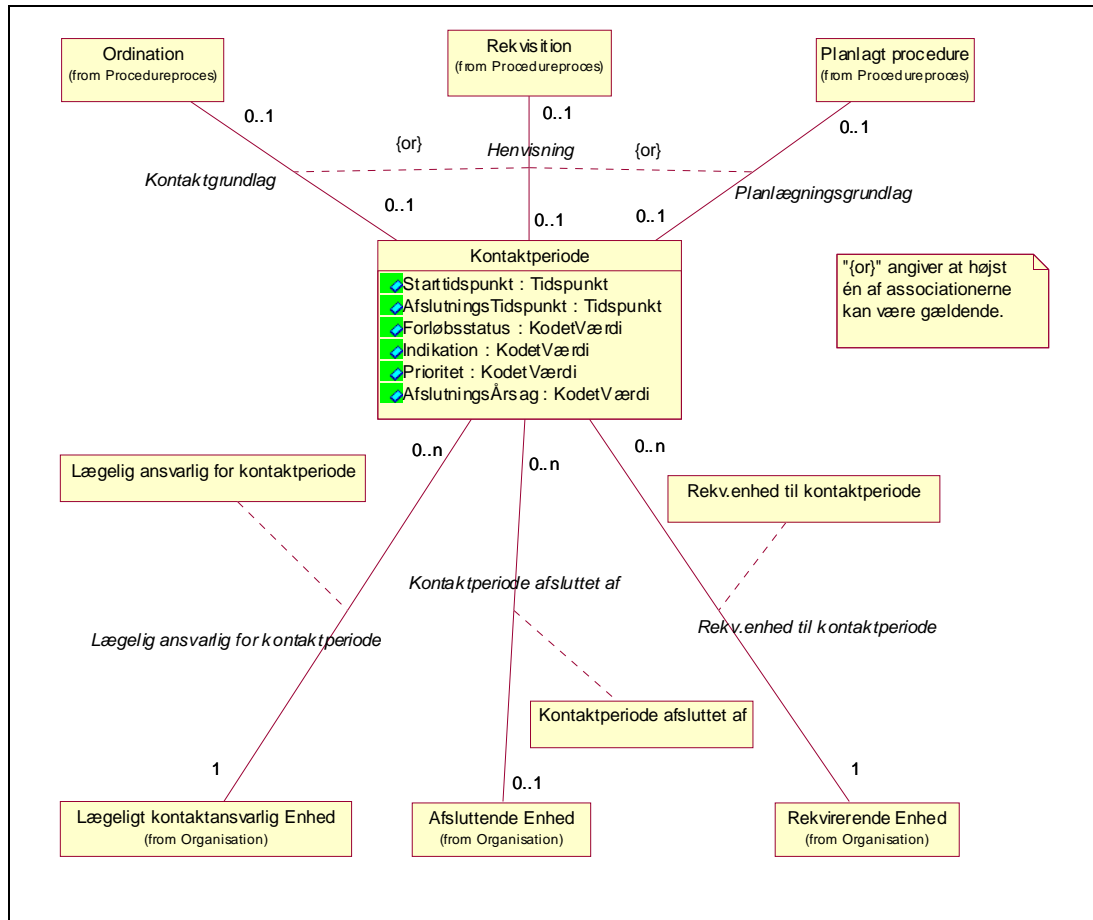 Ordination
(from Procedureproces)
Rekvisition
(from Procedureproces)
Planlagt procedure
(from Procedureproces)
0..1
0..1
0..1
{or}
Henvisning
{or}
Kontaktgrundlag
Planlægningsgrundlag
0..1
0..1
0..1
Kontaktperiode
Starttidspunkt : Tidspunkt
AfslutningsTidspunkt : Tidspunkt
Forløbsstatus : KodetVærdi
Indikation : KodetVærdi
Prioritet : KodetVærdi
AfslutningsÅrsag : KodetVærdi
"{or}" angiver at højst
én af associationerne
kan være gældende.
0..n
0..n
0..n
Lægelig ansvarlig for kontaktperiode
Rekv.enhed til kontaktperiode
Kontaktperiode afsluttet af
Lægelig ansvarlig for kontaktperiode
Rekv.enhed til kontaktperiode
Kontaktperiode afsluttet af
1
0..1
1
Lægeligt kontaktansvarlig Enhed
(from Organisation)
Afsluttende Enhed
(from Organisation)
Rekvirerende Enhed
(from Organisation)